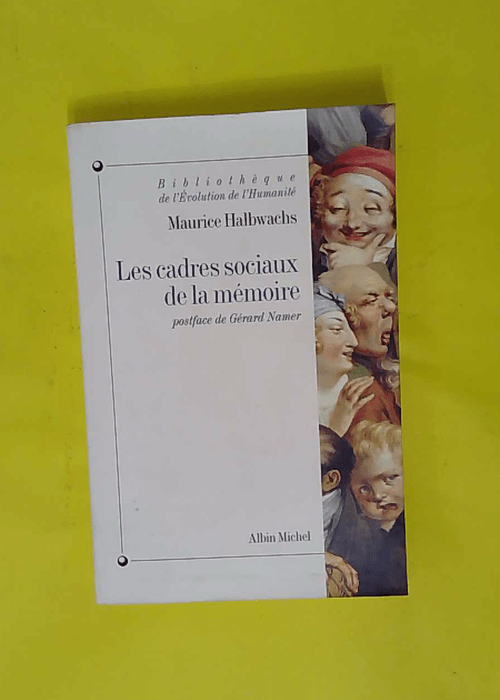 Bibliothèque
de l'Évolution de l'Humanité
Maurice Halbwachs
Les cadres sociaux
de la mémoire
postface de Gérard Namer
Albin Michel